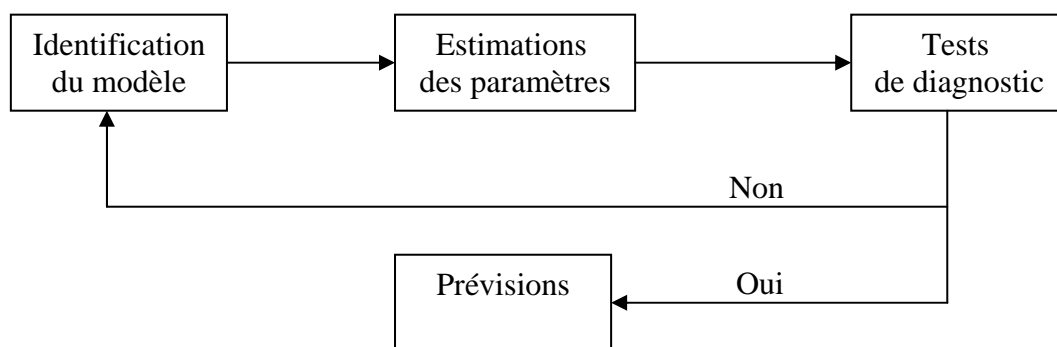 Identification
du modèle
Estimations
des paramètres
Tests
de diagnostic
Non
Prévisions
Oui